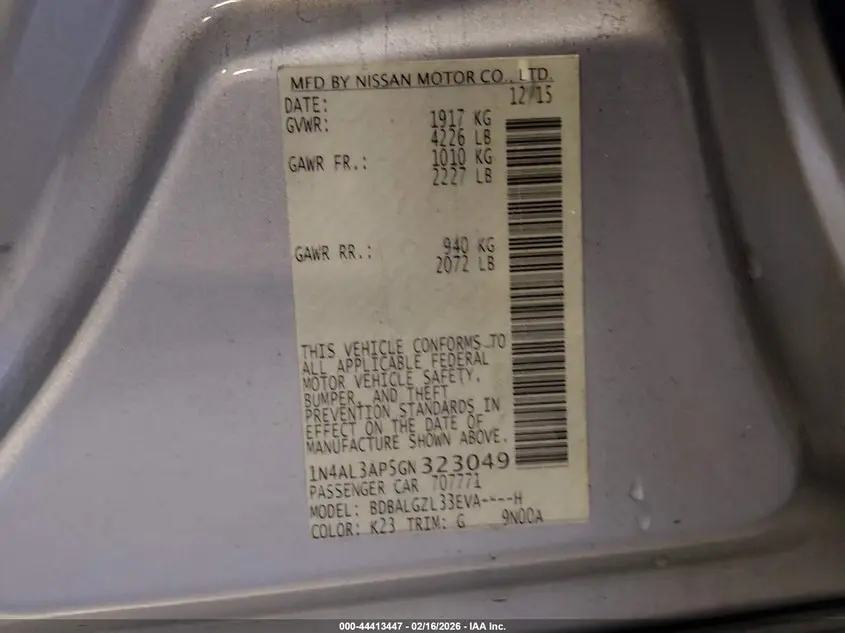 MFD BY NISSAN MOTOR CO., LTD.
DATE: 12/15
GVWR: 1917 KG
4226 LB
GAWR FR.: 1010 KG
2227 LB
GAWR RR.: 940 KG
2072 LB
THIS VEHICLE CONFORMS TO
ALL APPLICABLE FEDERAL
MOTOR VEHICLE SAFETY,
BUMPER, AND THEFT
PREVENTION STANDARDS IN
EFFECT ON THE DATE OF
MANUFACTURE SHOWN ABOVE.
1N4AL3AP5GN323049
PASSENGER CAR 707771
MODEL: BDBALGZL33EVA----H
COLOR: K23 TRIM: G 9N00A
000-44413447 - 02/16/2026 - IAA Inc.